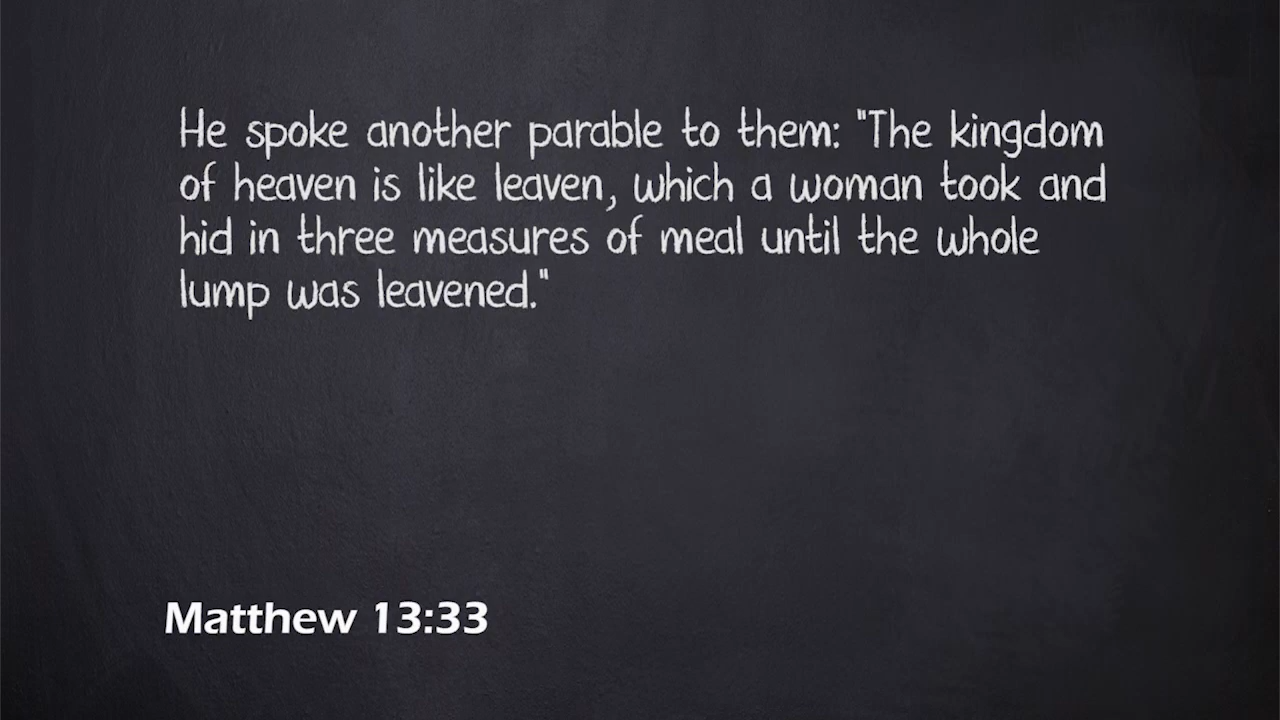 He spoke another parable to them: "The kingdom
of heaven is like leaven, which a woman took and
hid in three measures of meal until the whole
lump was leavened."
Matthew 13:33